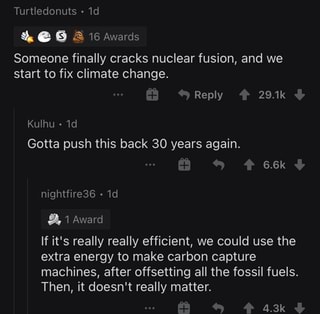 Turtledonuts • 1d
16 Awards
Someone finally cracks nuclear fusion, and we
start to fix climate change.
Reply 29.1k
Kulhu • 1d
Gotta push this back 30 years again.
6.6k
nightfire36 • 1d
1 Award
If it's really really efficient, we could use the
extra energy to make carbon capture
machines, after offsetting all the fossil fuels.
Then, it doesn't really matter.
4.3k